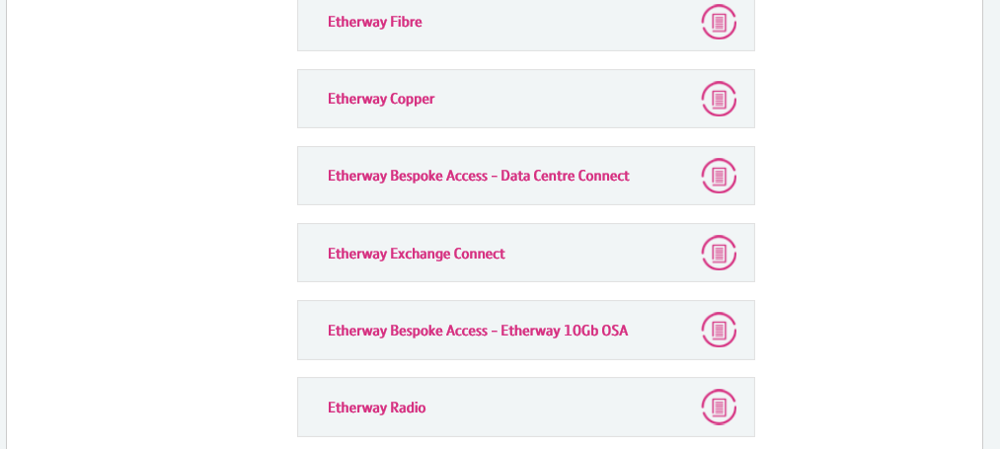 Etherway Fibre
Etherway Copper
Etherway Bespoke Access - Data Centre Connect
Etherway Exchange Connect
Etherway Bespoke Access - Etherway 10Gb OSA
Etherway Radio